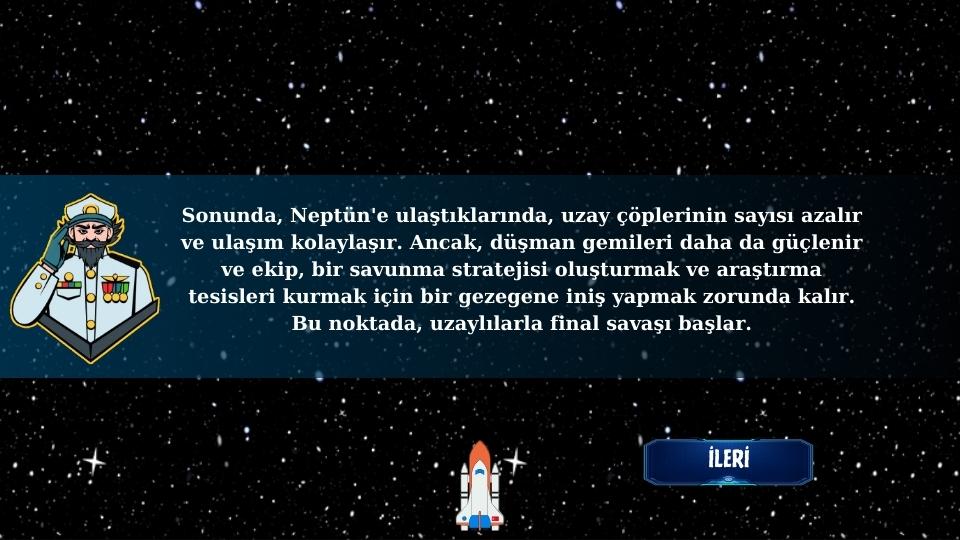 Sonunda, Neptün'e ulaştıklarında, uzay çöplerinin sayısı azalır
ve ulaşım kolaylaşır. Ancak, düşman gemileri daha da güçlenir
ve ekip, bir savunma stratejisi oluşturmak ve araştırma
tesisleri kurmak için bir gezegene iniş yapmak zorunda kalır.
Bu noktada, uzaylılarla final savaşı başlar.
İLERİ